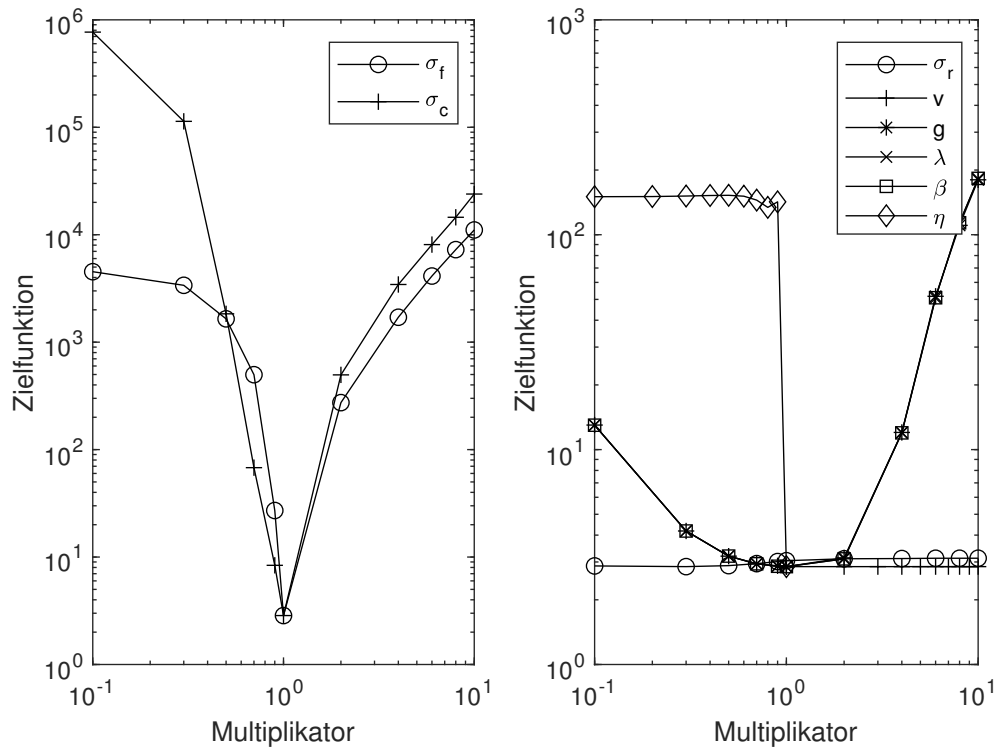 10^6
10^5
10^4
10^3
10^2
10^1
10^0
10^-1
10^0
10^1
Zielfunktion
Multiplikator
σ_f
σ_c
10^3
10^2
10^1
10^0
10^-1
10^0
10^1
Zielfunktion
Multiplikator
σ_r
v
g
λ
β
η